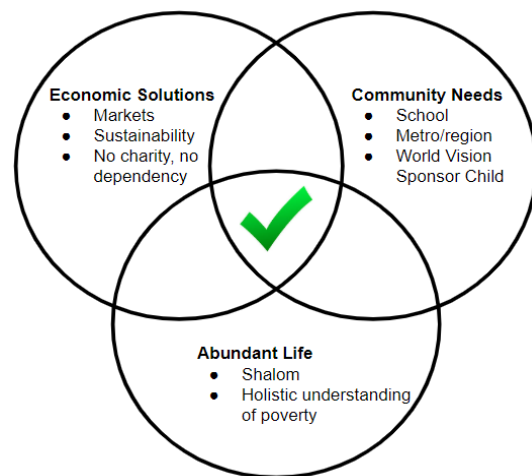 Economic Solutions
● Markets
● Sustainability
● No charity, no
dependency
Community Needs
● School
● Metro/region
● World Vision
Sponsor Child
Abundant Life
● Shalom
● Holistic understanding
of poverty